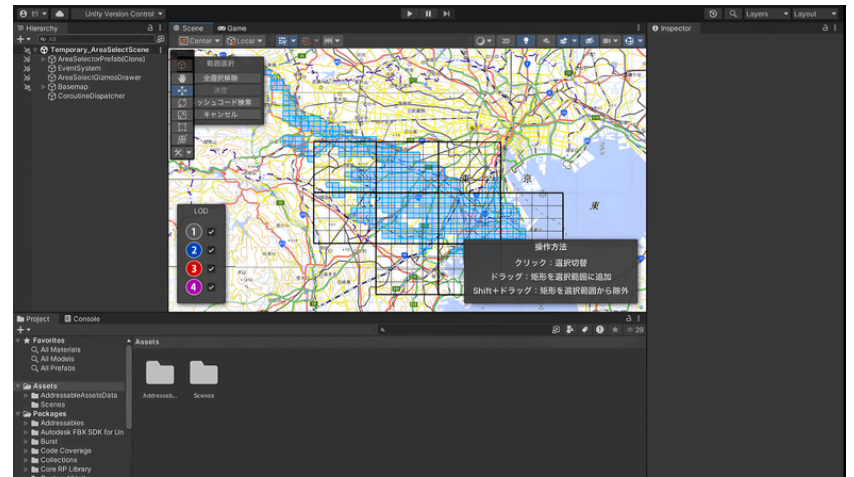 Unity Version Control
Layers
Layout
Hierarchy
Scene
Game
Inspector
All
Center
Local
2D
Temporary_AreaSelectScene
AreaSelectorPrefab(Clone)
EventSystem
AreaSelectGizmosDrawer
Basemap
CoroutineDispatcher
範囲選択
全選択解除
決定
ッシュコード検索
キャンセル
東
京
東
LOD
1
2
3
4
操作方法
クリック：選択切替
ドラッグ：矩形を選択範囲に追加
Shift+ドラッグ：矩形を選択範囲から除外
Project
Console
29
Favorites
All Materials
All Models
All Prefabs
Assets
AddressableAssetsData
Scenes
Packages
Addressables
Autodesk FBX SDK for Un
Burst
Code Coverage
Collections
Core RP Library
Assets
Addressab...
Scenes